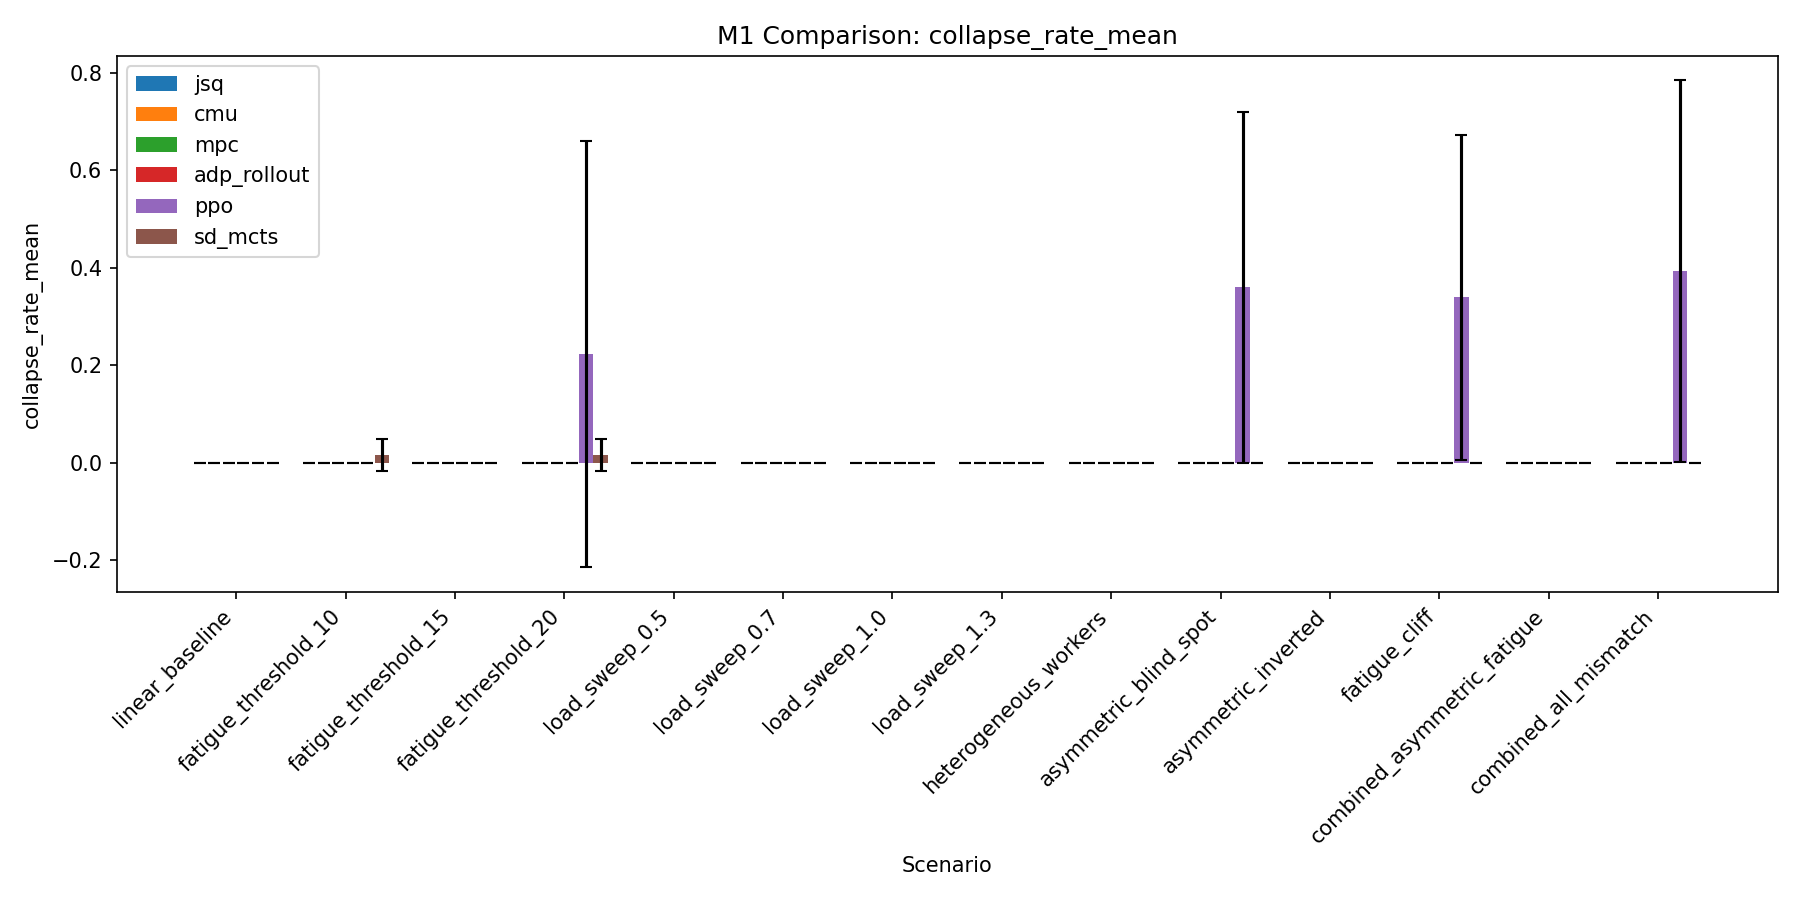 M1 Comparison: collapse_rate_mean
jsq
cmu
mpc
adp_rollout
ppo
sd_mcts
collapse_rate_mean
0.8
0.6
0.4
0.2
0.0
−0.2
linear_baseline
fatigue_threshold_10
fatigue_threshold_15
fatigue_threshold_20
load_sweep_0.5
load_sweep_0.7
load_sweep_1.0
load_sweep_1.3
heterogeneous_workers
asymmetric_blind_spot
asymmetric_inverted
fatigue_cliff
combined_asymmetric_fatigue
combined_all_mismatch
Scenario